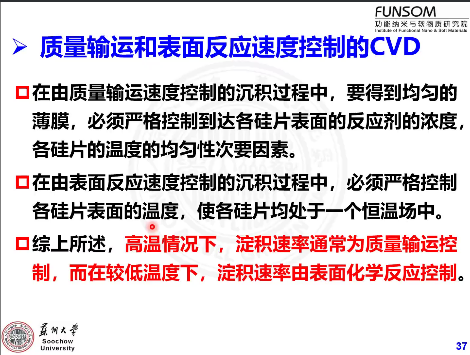 FUNSOM
功能纳米与软物质研究院
Institute of Functional Nano & Soft Materials
质量输运和表面反应速度控制的CVD
在由质量输运速度控制的沉积过程中，要得到均匀的
薄膜，必须严格控制到达各硅片表面的反应剂的浓度，
各硅片的温度的均匀性次要因素。
在由表面反应速度控制的沉积过程中，必须严格控制
各硅片表面的温度，使各硅片均处于一个恒温场中。
综上所述，高温情况下，淀积速率通常为质量输运控
制，而在较低温度下，淀积速率由表面化学反应控制。
蘇州大学
Soochow
University
37